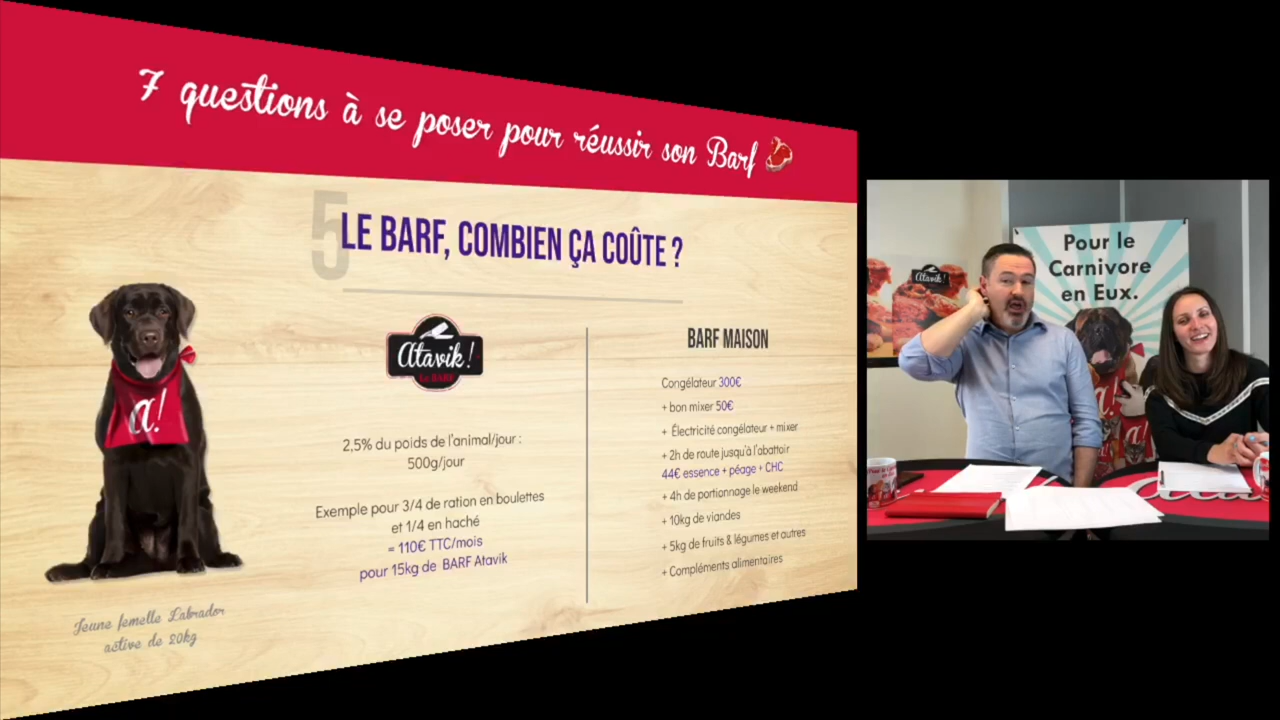 7 questions à se poser pour réussir son Barf
5
LE BARF, COMBIEN ÇA COÛTE ?
a!
Jeune femelle Labrador
active de 20kg
Atavik!
Le BARF
2,5% du poids de l'animal/jour :
500g/jour
Exemple pour 3/4 de ration en boulettes
et 1/4 en haché
= 110€ TTC/mois
pour 15kg de BARF Atavik
BARF MAISON
Congélateur 300€
+ bon mixer 50€
+ Électricité congélateur + mixer
+ 2h de route jusqu'à l'abattoir
44€ essence + péage + CHC
+ 4h de portionnage le weekend
+ 10kg de viandes
+ 5kg de fruits & légumes et autres
+ Compléments alimentaires
Atavik!
Pour le
Carnivore
en Eux.
a!